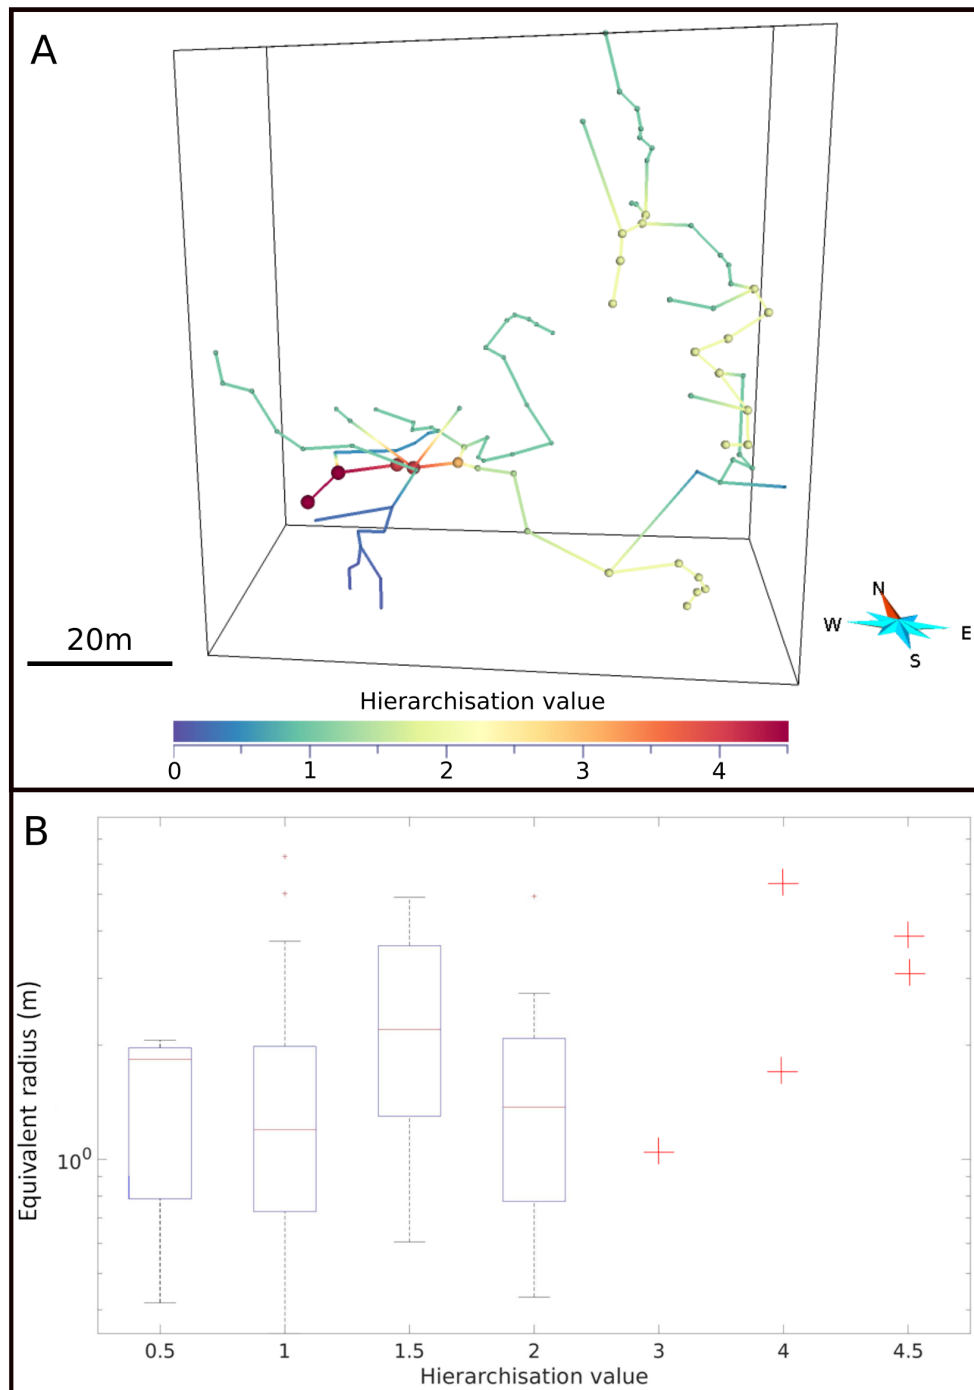 A
N
W
E
S
20m
Hierarchisation value
0 1 2 3 4
B
Equivalent radius (m)
10⁰
0.5 1 1.5 2 3 4 4.5
Hierarchisation value